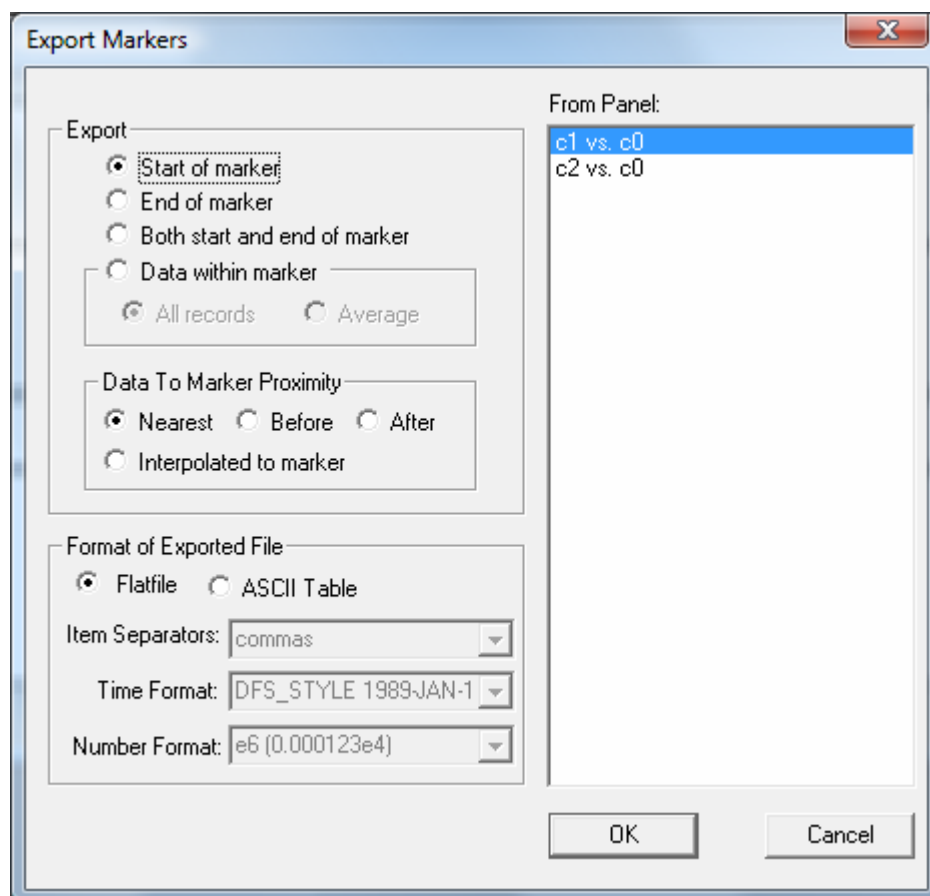 Export Markers
Export
Start of marker
End of marker
Both start and end of marker
Data within marker
All records Average
Data To Marker Proximity
Nearest Before After
Interpolated to marker
Format of Exported File
Flatfile ASCII Table
Item Separators: commas
Time Format: DFS_STYLE 1989-JAN-1
Number Format: e6 (0.000123e4)
From Panel:
c1 vs. c0
c2 vs. c0
OK Cancel